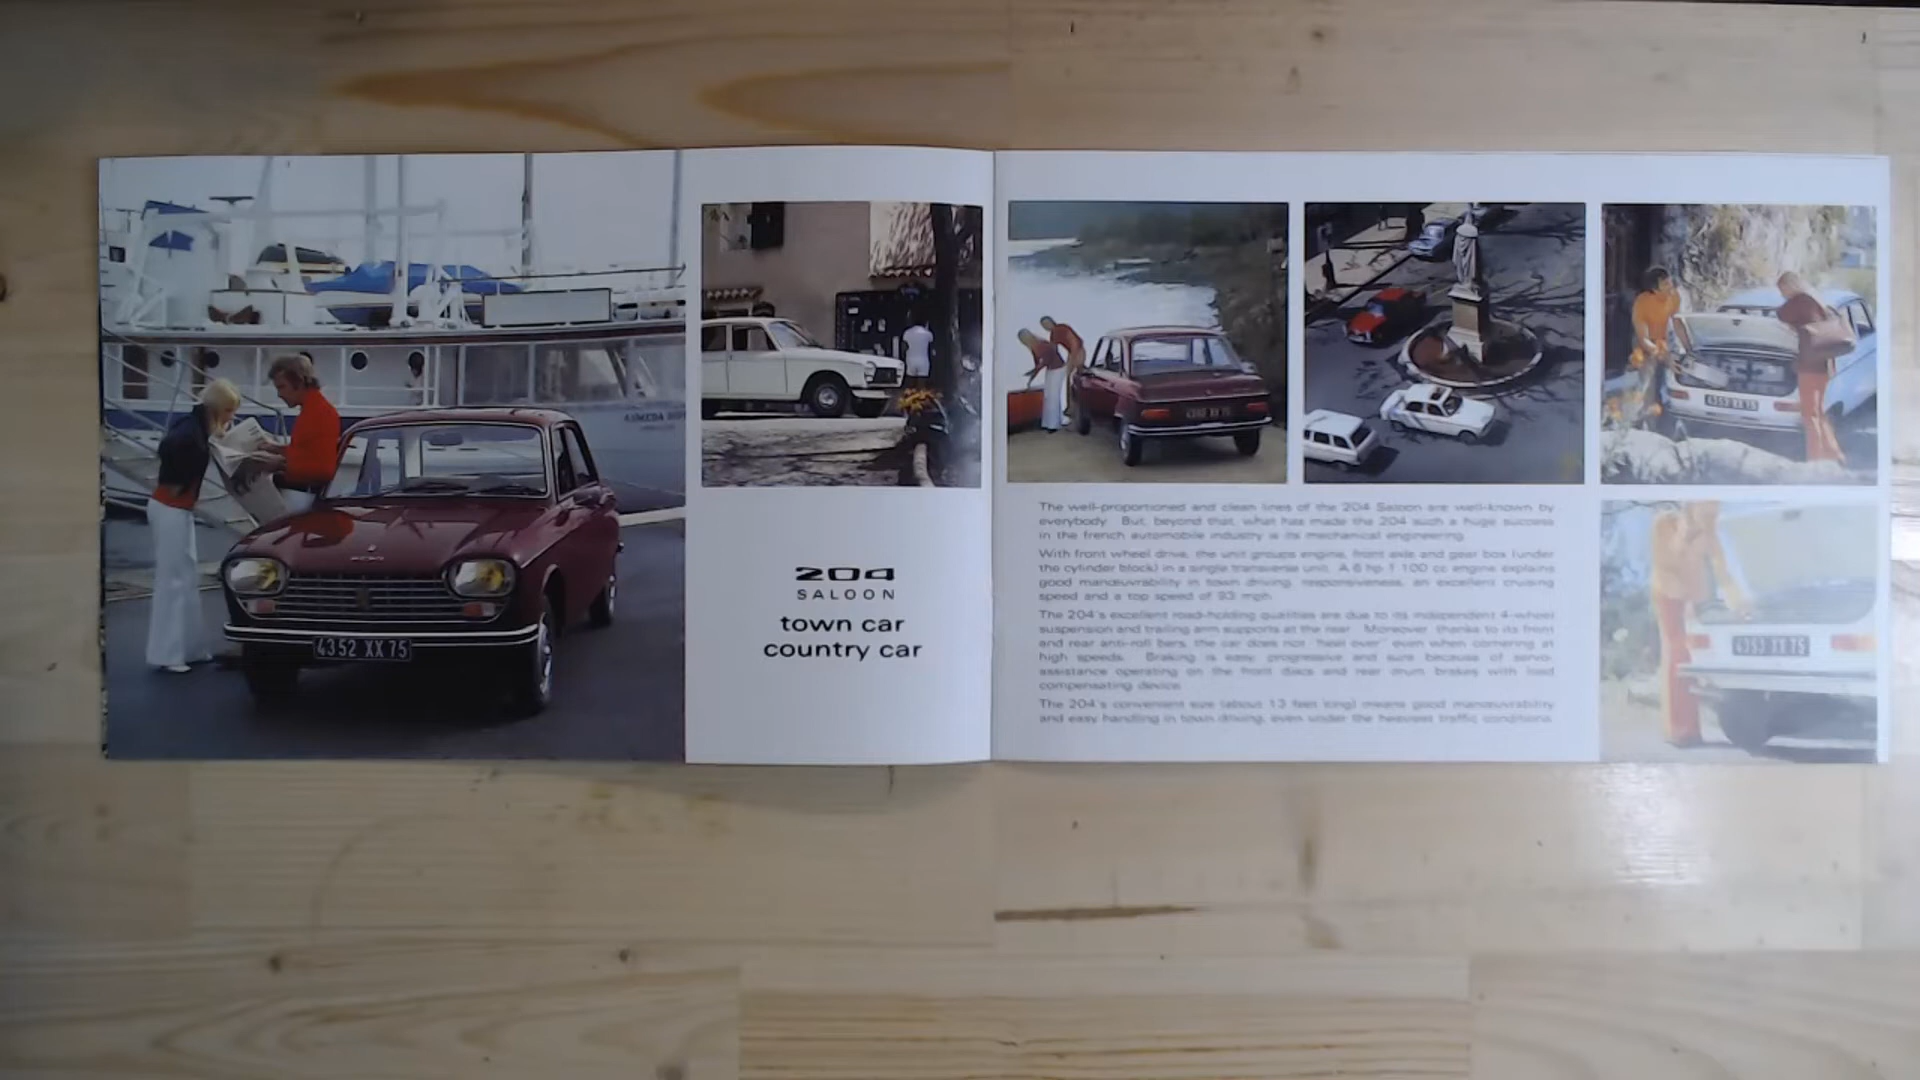 4352 XX 75
204
SALOON
town car
country car
The well-proportioned and clean lines of the 204 Saloon are well-known by
everybody. But, beyond that, what has made the 204 such a huge success
in the french automobile industry is its mechanical engineering.
With front wheel drive, the unit groups engine, front axle and gear box (under
the cylinder block) in a single transverse unit. A 6 hp 1 100 cc engine explains
good manœuvrability in town driving, responsiveness, an excellent cruising
speed and a top speed of 93 mph.
The 204's excellent road-holding qualities are due to its independent 4-wheel
suspension and trailing arm supports at the rear. Moreover, thanks to its front
and rear anti-roll bars, the car does not "heel over" even when cornering at
high speeds. Braking is easy, progressive and sure because of servo-
assistance operating on the front discs and rear drum brakes with load
compensating device.
The 204's convenient size (about 13 feet long) means good manœuvrability
and easy handling in town driving, even under the heaviest traffic conditions.